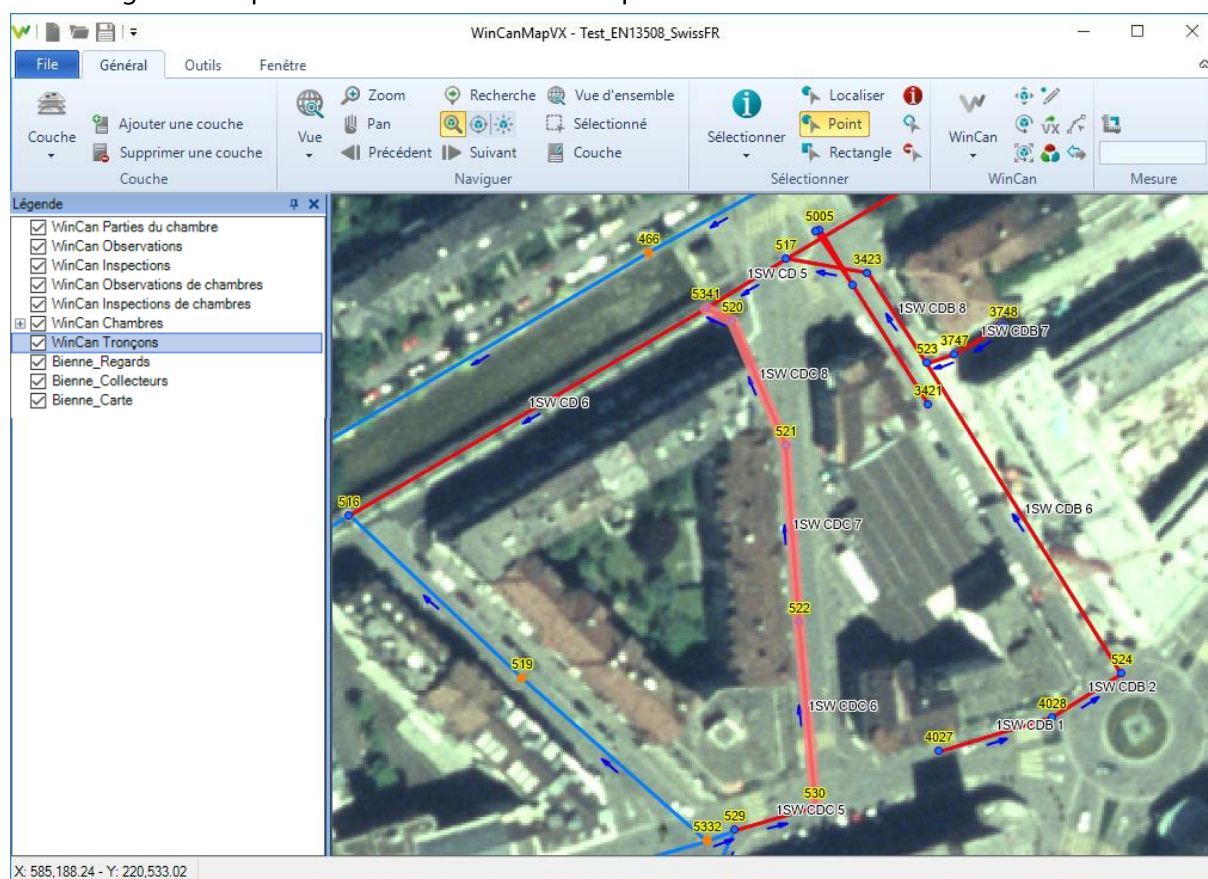 WinCanMapVX - Test_EN13508_SwissFR
File Général Outils Fenêtre
Couche
Ajouter une couche
Supprimer une couche
Couche
Vue
Zoom Recherche Vue d'ensemble
Pan Sélectionné
Précédent Suivant Couche
Naviguer
Sélectionner
Localiser
Point
Rectangle
Sélectionner
WinCan
VX
WinCan
Mesure
Légende
WinCan Parties du chambre
WinCan Observations
WinCan Inspections
WinCan Observations de chambres
WinCan Inspections de chambres
WinCan Chambres
WinCan Tronçons
Bienne_Regards
Bienne_Collecteurs
Bienne_Carte
5005
466
517
3423
1SW CD 5
5341
520
1SW CDB 8
3748
1SW CDB 7
3747
523
1SW CDC 8
3421
1SW CD 6
521
516
1SW CDB 6
1SW CDC 7
522
519
524
1SW CDB 2
1SW CDC 6
4028
1SW CDB 1
4027
530
1SW CDC 5
529
5332
X: 585,188.24 - Y: 220,533.02